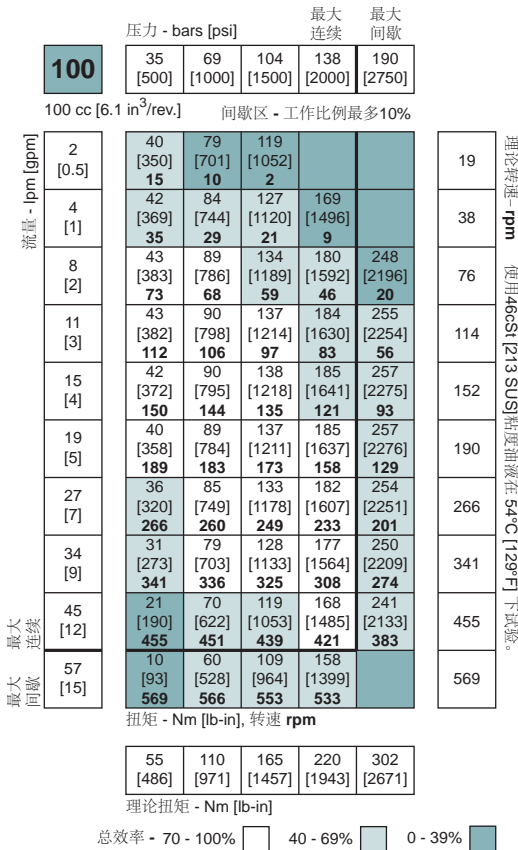 压力 - bars [psi]
最大 最大
连续 间歇
100
35 69 104 138 190
[500] [1000] [1500] [2000] [2750]
100 cc [6.1 in³/rev.] 间歇区 - 工作比例最多10%
流量 - lpm [gpm]
理论转速– rpm 使用46cSt [213 SUS]粘度油液在 54°C [129°F] 下试验。
2 40 79 119 19
[0.5] [350] [701] [1052]
15 10 2
4 42 84 127 169 38
[1] [369] [744] [1120] [1496]
35 29 21 9
8 43 89 134 180 248 76
[2] [383] [786] [1189] [1592] [2196]
73 68 59 46 20
11 43 90 137 184 255 114
[3] [382] [798] [1214] [1630] [2254]
112 106 97 83 56
15 42 90 138 185 257 152
[4] [372] [795] [1218] [1641] [2275]
150 144 135 121 93
19 40 89 137 185 257 190
[5] [358] [784] [1211] [1637] [2276]
189 183 173 158 129
27 36 85 133 182 254 266
[7] [320] [749] [1178] [1607] [2251]
266 260 249 233 201
34 31 79 128 177 250 341
[9] [273] [703] [1133] [1564] [2209]
341 336 325 308 274
最大
连续
45 21 70 119 168 241 455
[12] [190] [622] [1053] [1485] [2133]
455 451 439 421 383
最大
间歇
57 10 60 109 158 569
[15] [93] [528] [964] [1399]
569 566 553 533
扭矩 - Nm [lb-in], 转速 rpm
55 110 165 220 302
[486] [971] [1457] [1943] [2671]
理论扭矩 - Nm [lb-in]
总效率 - 70 - 100% 40 - 69% 0 - 39%